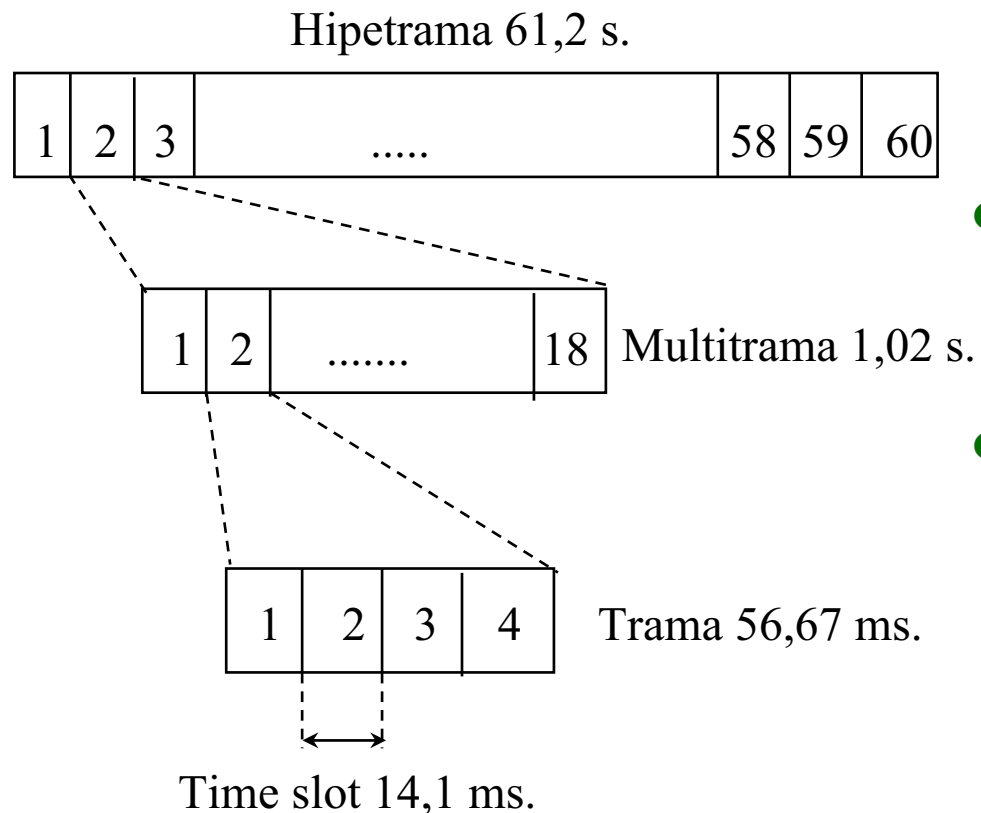 Hipetrama 61,2 s.
1 2 3 ..... 58 59 60
1 2 ....... 18 Multitrama 1,02 s.
1 2 3 4 Trama 56,67 ms.
Time slot 14,1 ms.